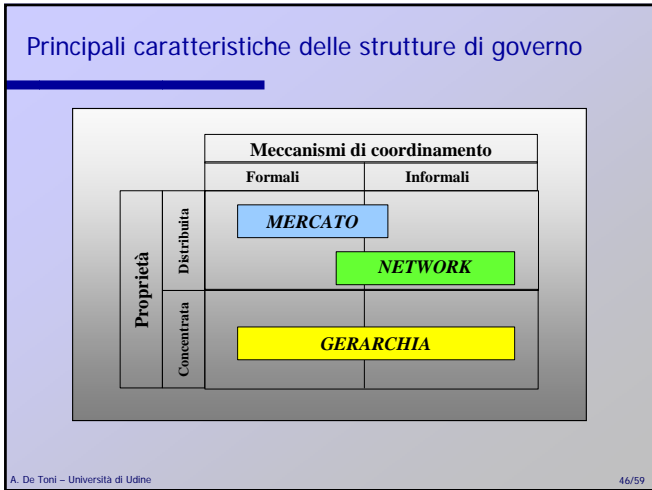 Principali caratteristiche delle strutture di governo
Meccanismi di coordinamento
Formali
Informali
Proprietà
Distribuita
Concentrata
MERCATO
NETWORK
GERARCHIA
A. De Toni – Università di Udine
46/59